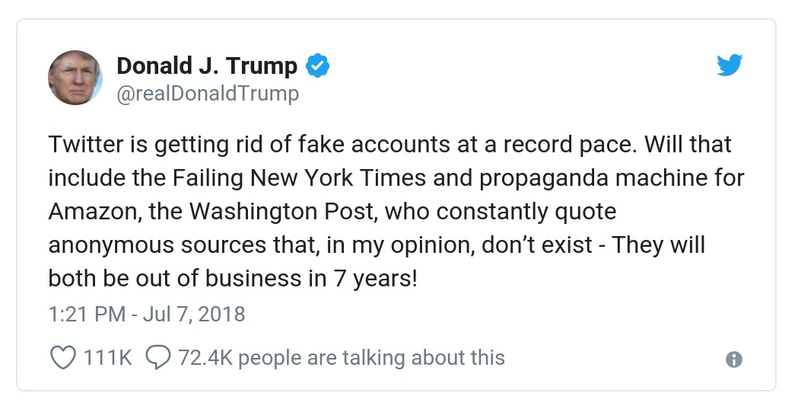 Donald J. Trump
@realDonaldTrump
Twitter is getting rid of fake accounts at a record pace. Will that
include the Failing New York Times and propaganda machine for
Amazon, the Washington Post, who constantly quote
anonymous sources that, in my opinion, don’t exist - They will
both be out of business in 7 years!
1:21 PM - Jul 7, 2018
111K 72.4K people are talking about this